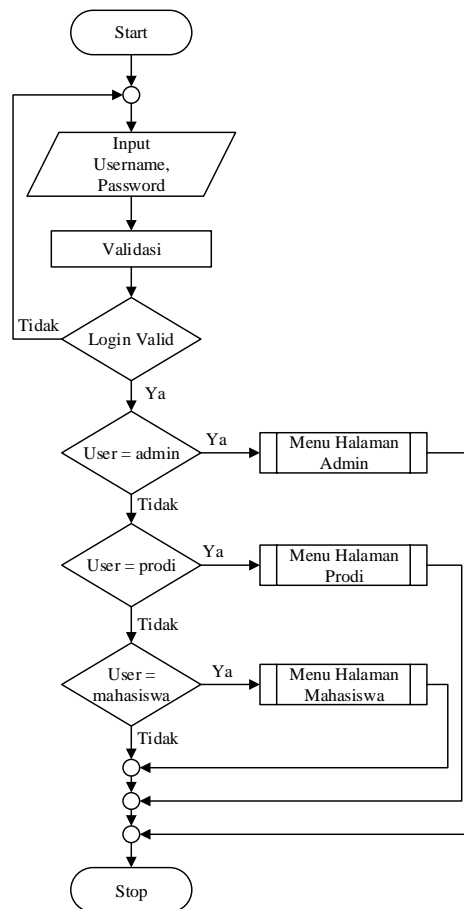 Start
Input
Username,
Password
Validasi
Tidak
Login Valid
Ya
User = admin
Ya
Menu Halaman
Admin
Tidak
User = prodi
Ya
Menu Halaman
Prodi
Tidak
User =
mahasiswa
Ya
Menu Halaman
Mahasiswa
Tidak
Stop